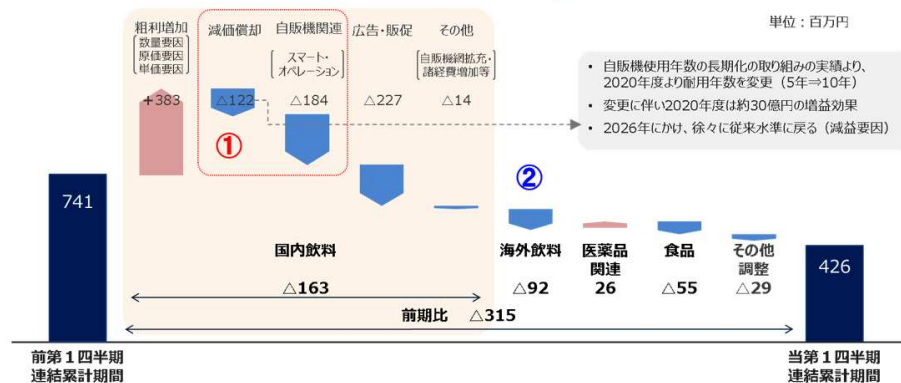 単位：百万円
粗利増加
数量要因
原価要因
単価要因
+383
減価償却
△122
自販機関連
スマート・
オペレーション
△184
広告・販促
△227
その他
自販機網拡充・
諸経費増加等
△14
• 自販機使用年数の長期化の取り組みの実績より、
2020年度より耐用年数を変更（5年⇒10年）
• 変更に伴い2020年度は約30億円の増益効果
• 2026年にかけ、徐々に従来水準に戻る（減益要因）
①
②
741
国内飲料
△163
海外飲料
△92
医薬品
関連
26
食品
△55
その他
調整
△29
426
前期比 △315
前第１四半期
連結累計期間
当第１四半期
連結累計期間